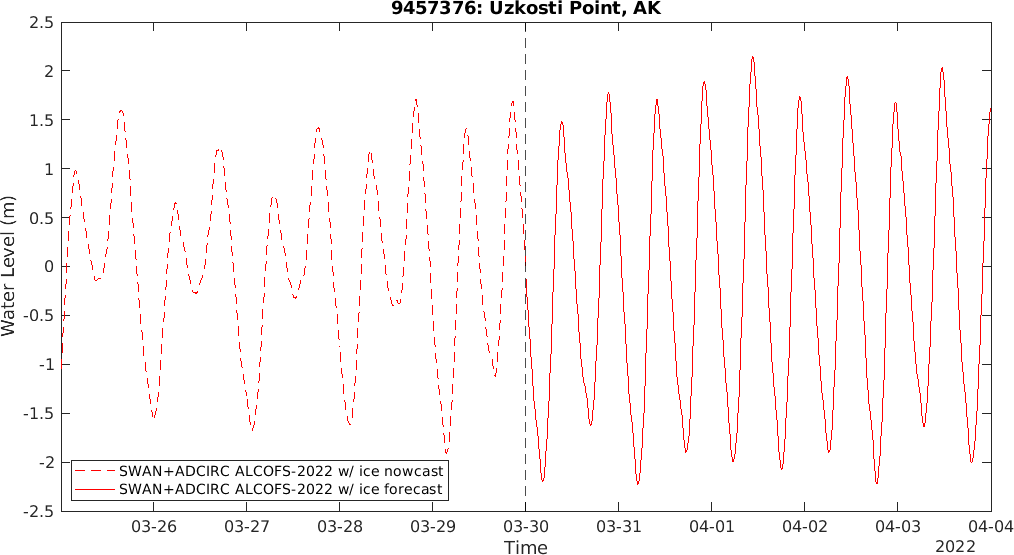 9457376: Uzkosti Point, AK
2.5
2
1.5
1
0.5
0
-0.5
-1
-1.5
-2
-2.5
Water Level (m)
SWAN+ADCIRC ALCOFS-2022 w/ ice nowcast
SWAN+ADCIRC ALCOFS-2022 w/ ice forecast
03-26 03-27 03-28 03-29 03-30 03-31 04-01 04-02 04-03 04-04
Time
2022